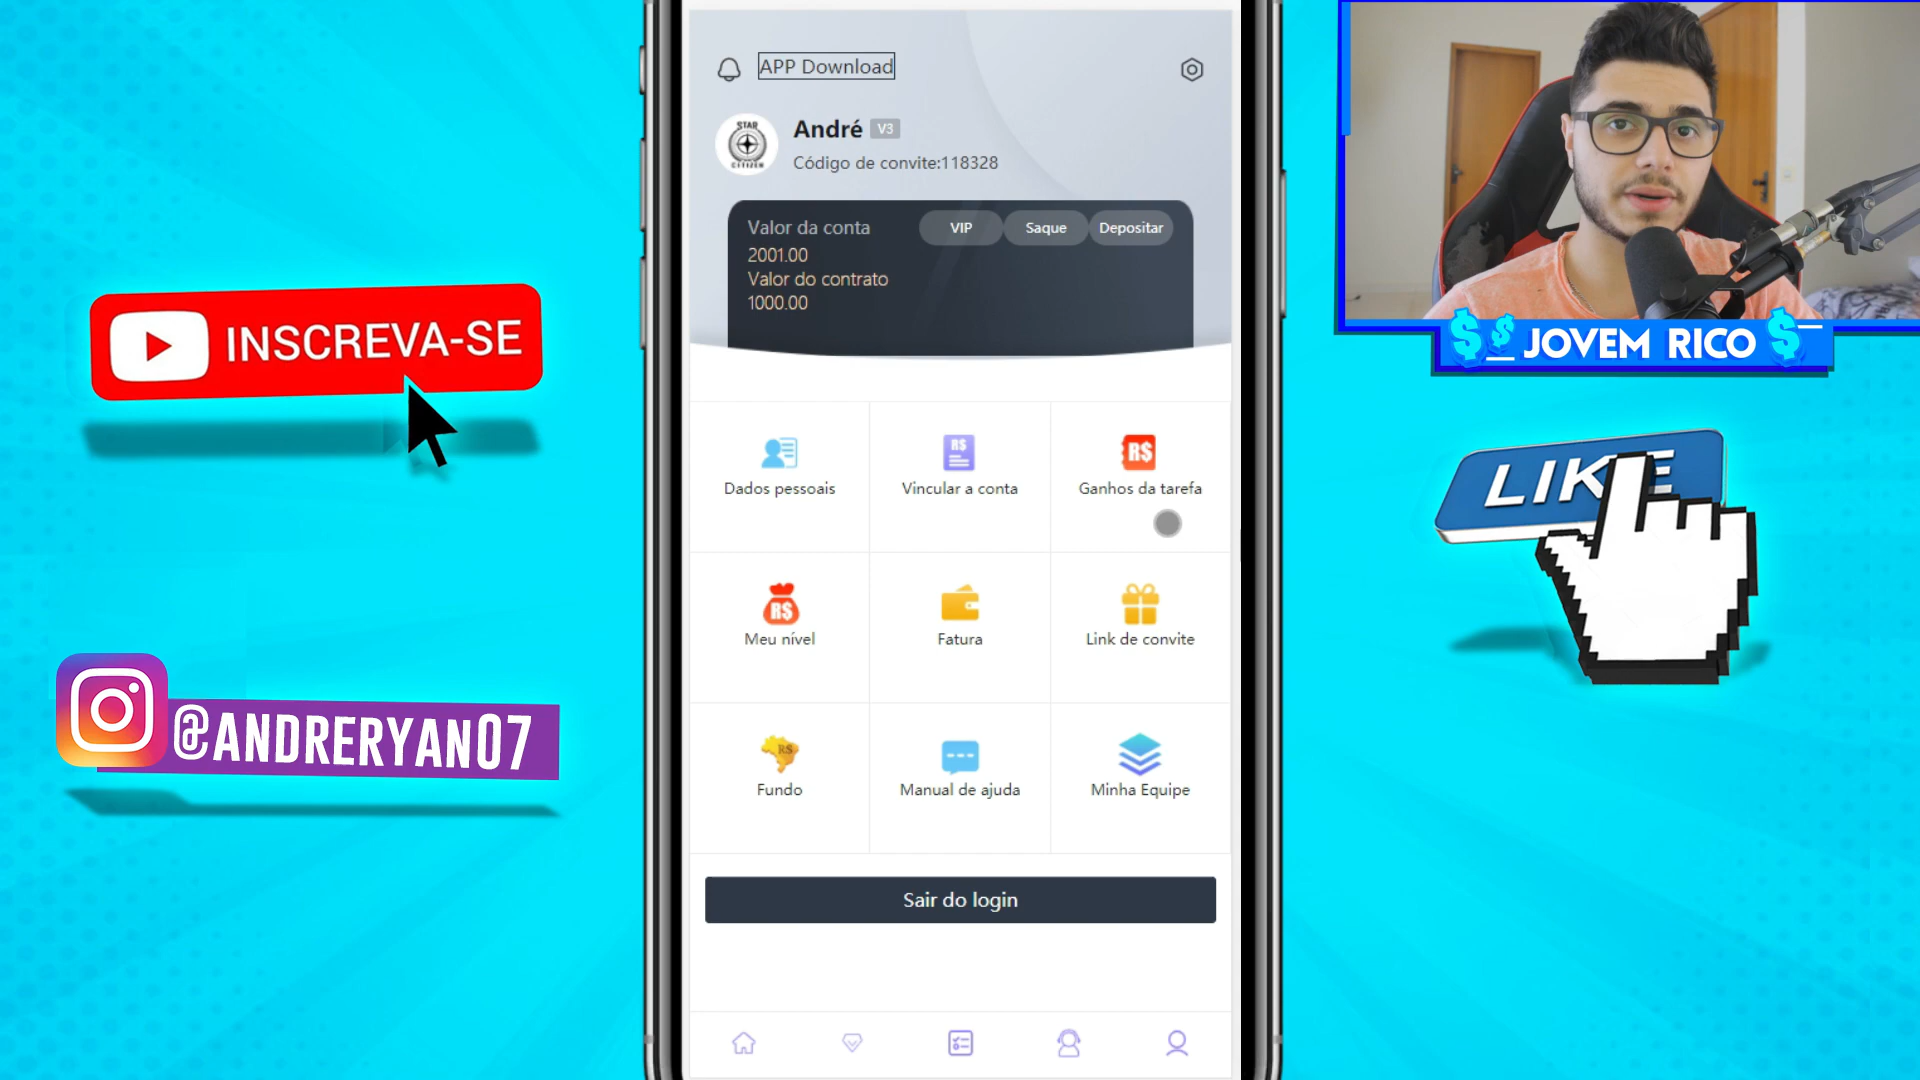 APP Download
STAR
CITIZEN
André V3
Código de convite:118328
Valor da conta
VIP
Saque
Depositar
2001.00
Valor do contrato
1000.00
INSCREVA-SE
@ANDRERYAN07
R$
Dados pessoais
R$
Vincular a conta
R$
Ganhos da tarefa
R$
Meu nível
Fatura
Link de convite
Fundo
Manual de ajuda
Minha Equipe
Sair do login
$ $ JOVEM RICO $
LIKE